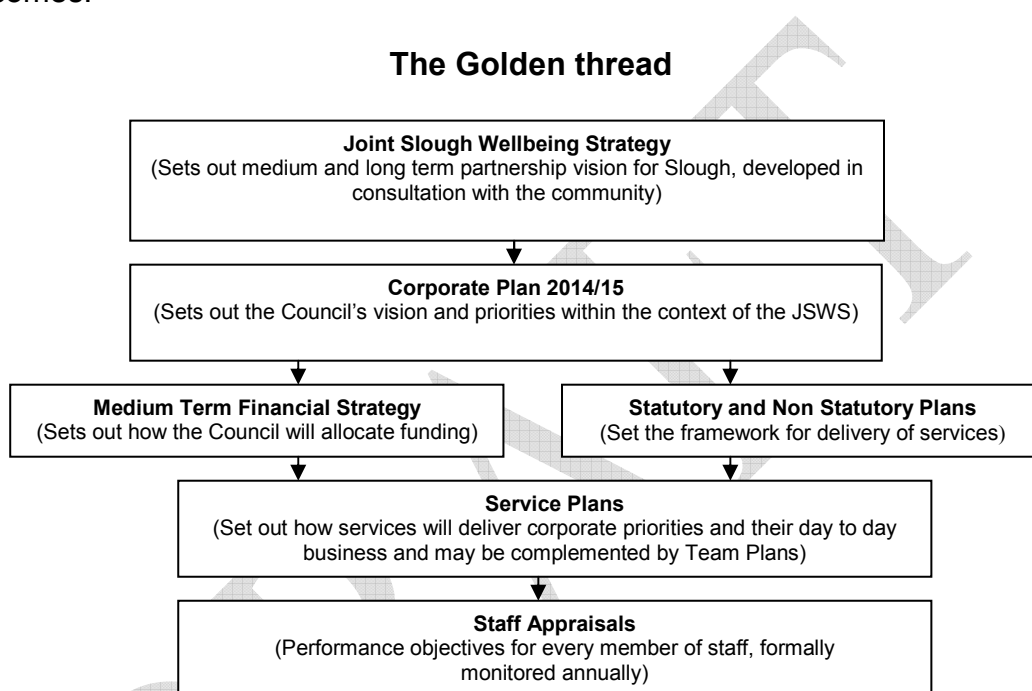 The Golden thread
Joint Slough Wellbeing Strategy
(Sets out medium and long term partnership vision for Slough, developed in
consultation with the community)
Corporate Plan 2014/15
(Sets out the Council’s vision and priorities within the context of the JSWS)
Medium Term Financial Strategy
(Sets out how the Council will allocate funding)
Statutory and Non Statutory Plans
(Set the framework for delivery of services)
Service Plans
(Set out how services will deliver corporate priorities and their day to day
business and may be complemented by Team Plans)
Staff Appraisals
(Performance objectives for every member of staff, formally
monitored annually)